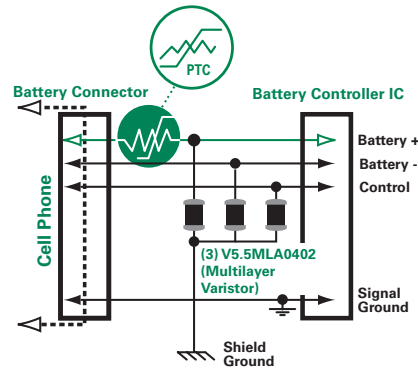 PTC
Battery Connector
Battery Controller IC
Battery +
Battery -
Control
Cell Phone
(3) V5.5MLA0402
(Multilayer
Varistor)
Signal
Ground
Shield
Ground